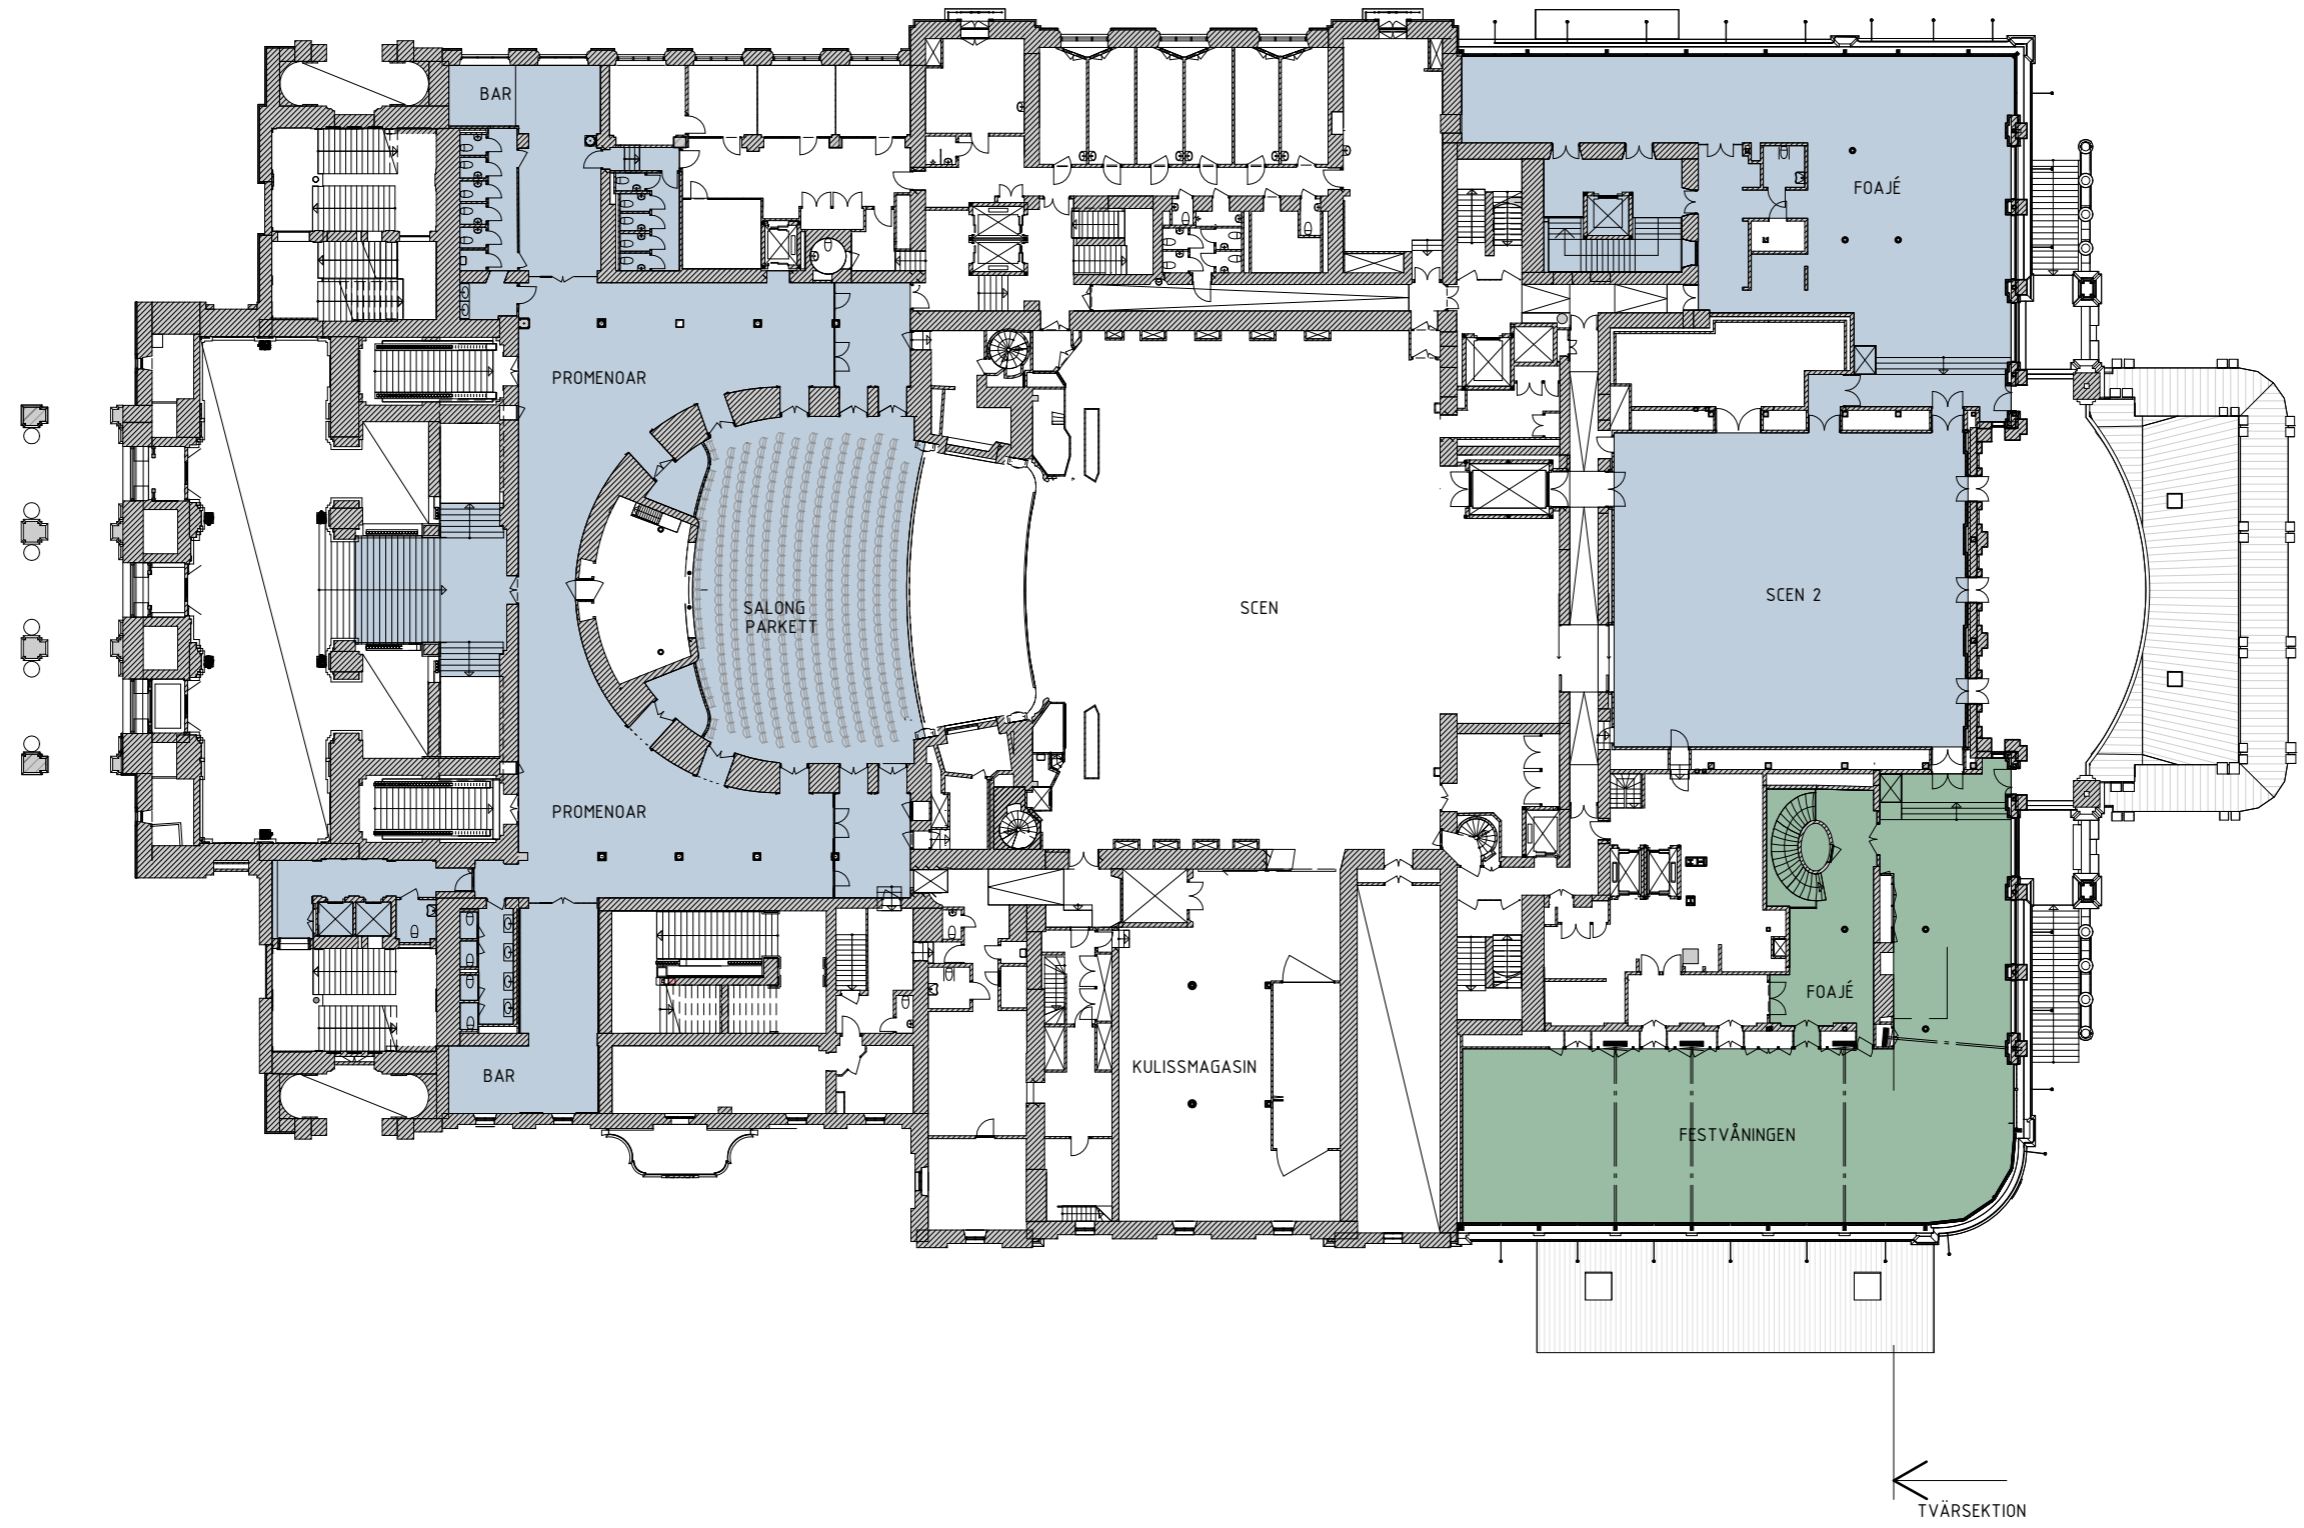 BAR
FOAJÉ
PROMENOAR
SALONG
PARKETT
SCEN
SCEN 2
PROMENOAR
FOAJÉ
KULISSMAGASIN
BAR
FESTVÅNINGEN
TVÄRSEKTION